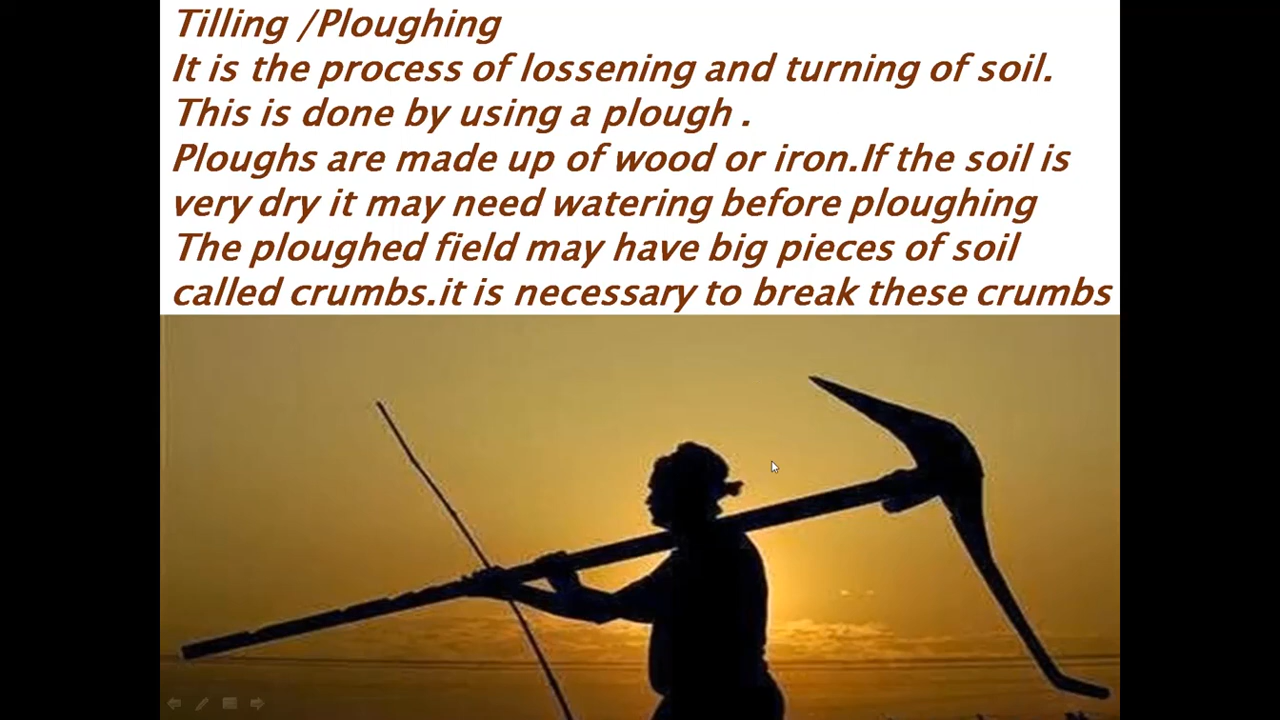 Tilling /Ploughing
It is the process of lossening and turning of soil.
This is done by using a plough .
Ploughs are made up of wood or iron.If the soil is
very dry it may need watering before ploughing
The ploughed field may have big pieces of soil
called crumbs.it is necessary to break these crumbs